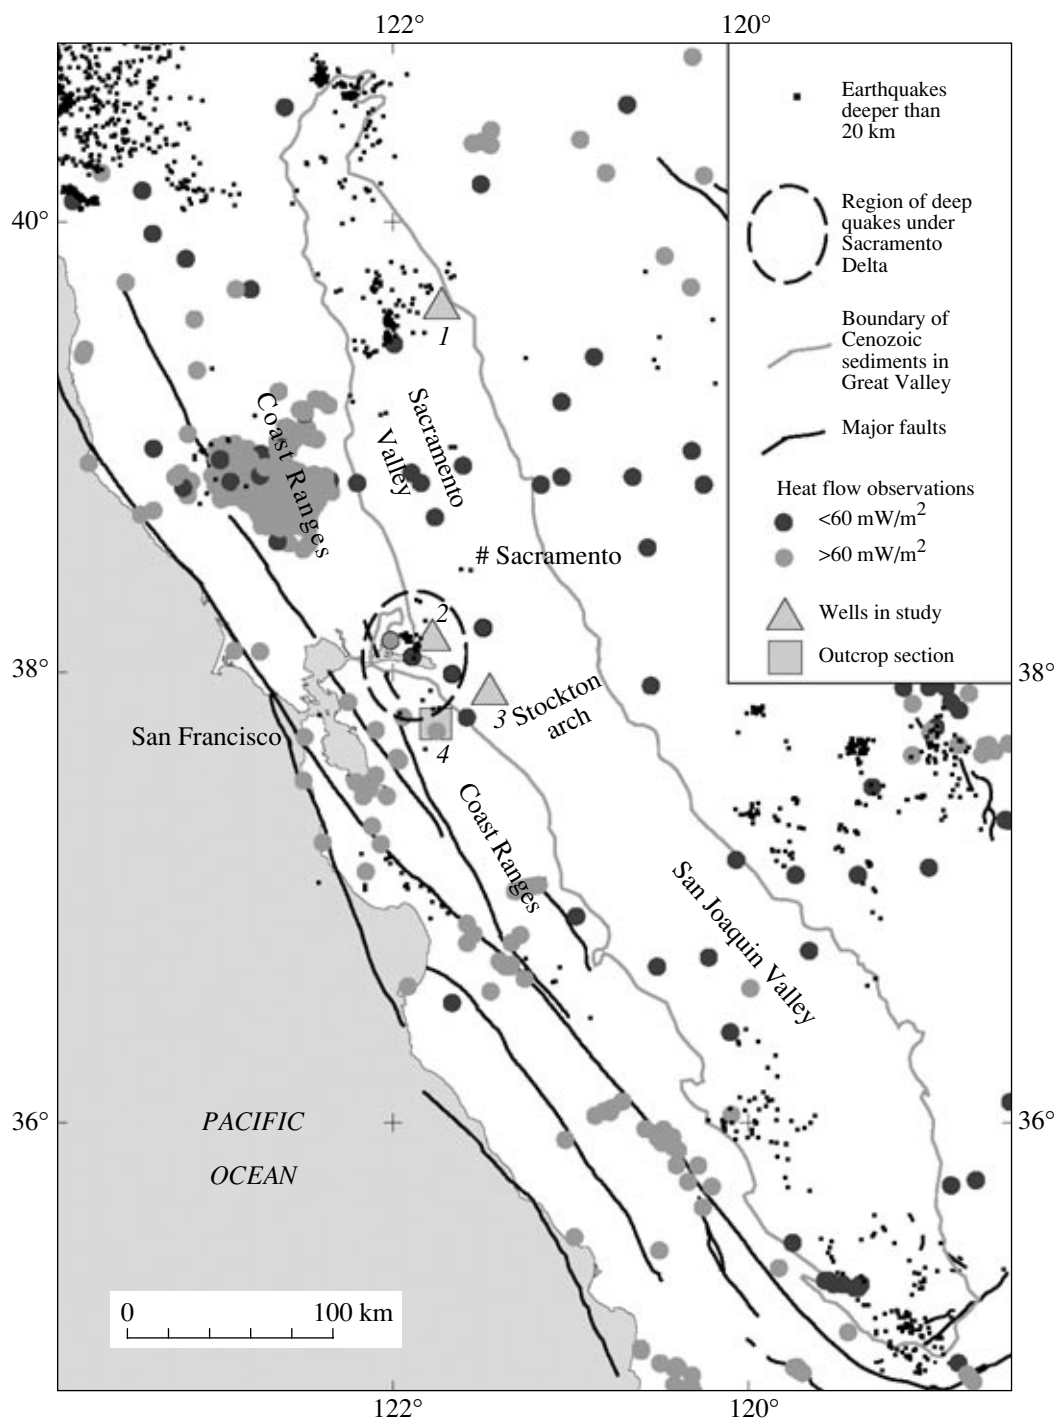 122°
120°
Earthquakes
deeper than
20 km
40°
Region of deep
quakes under
Sacramento
Delta
1
Boundary of
Cenozoic
sediments in
Great Valley
Coast Ranges
Sacramento
Valley
Major faults
Heat flow observations
<60 mW/m2
>60 mW/m2
# Sacramento
2
Wells in study
Outcrop section
38°
38°
3
Stockton
arch
San Francisco
4
Coast Ranges
San Joaquin Valley
PACIFIC
OCEAN
36°
36°
0
100 km
122°
120°